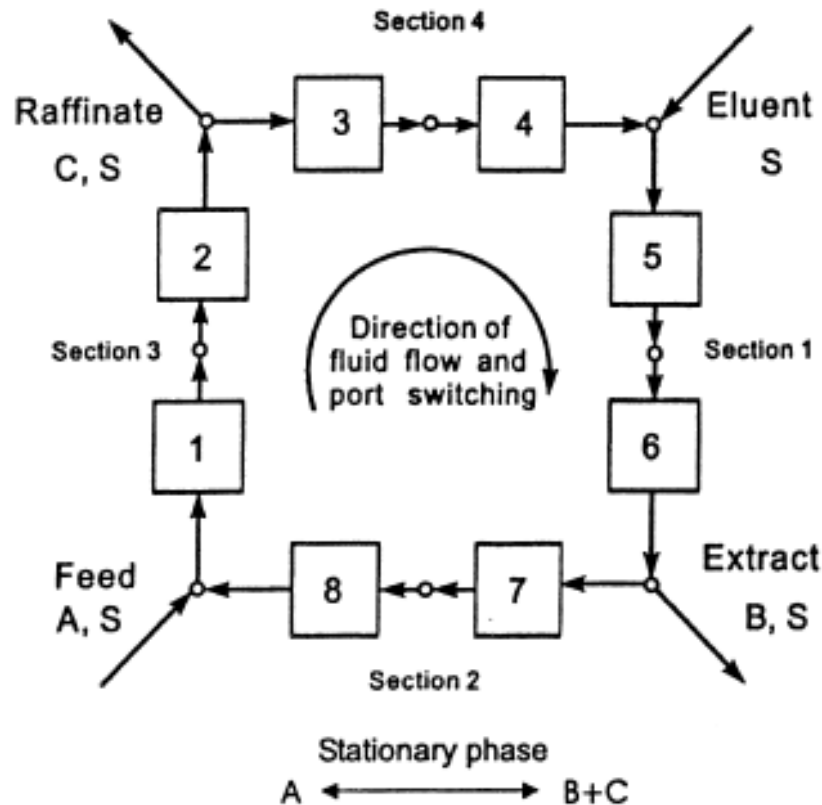 Section 4
Raffinate
C, S
3
4
Eluent
S
2
5
Section 3
Direction of
fluid flow and
port switching
Section 1
1
6
Feed
A, S
8
7
Extract
B, S
Section 2
Stationary phase
A ⟷ B+C